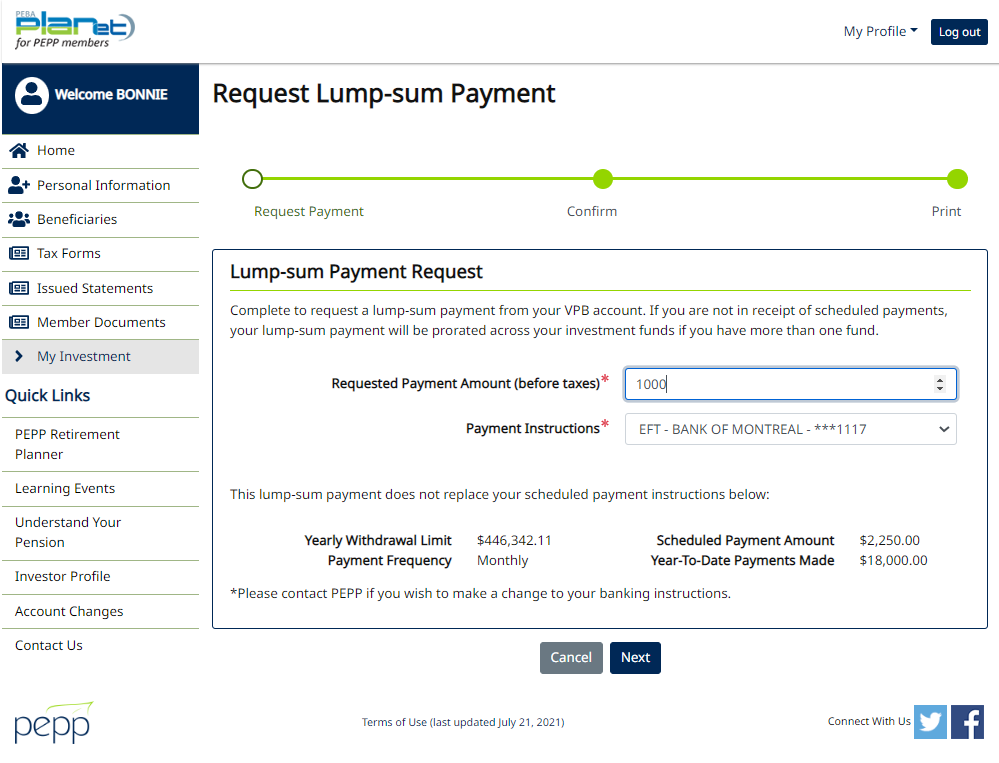 PEBA
planet
for PEPP members
My Profile
Log out
Welcome BONNIE
Home
Personal Information
Beneficiaries
Tax Forms
Issued Statements
Member Documents
My Investment
Quick Links
PEPP Retirement
Planner
Learning Events
Understand Your
Pension
Investor Profile
Account Changes
Contact Us
Request Lump-sum Payment
Request Payment Confirm Print
Lump-sum Payment Request
Complete to request a lump-sum payment from your VPB account. If you are not in receipt of scheduled payments,
your lump-sum payment will be prorated across your investment funds if you have more than one fund.
Requested Payment Amount (before taxes)* 1000
Payment Instructions* EFT - BANK OF MONTREAL - ***1117
This lump-sum payment does not replace your scheduled payment instructions below:
Yearly Withdrawal Limit $446,342.11 Scheduled Payment Amount $2,250.00
Payment Frequency Monthly Year-To-Date Payments Made $18,000.00
*Please contact PEPP if you wish to make a change to your banking instructions.
Cancel Next
pepp
Terms of Use (last updated July 21, 2021)
Connect With Us